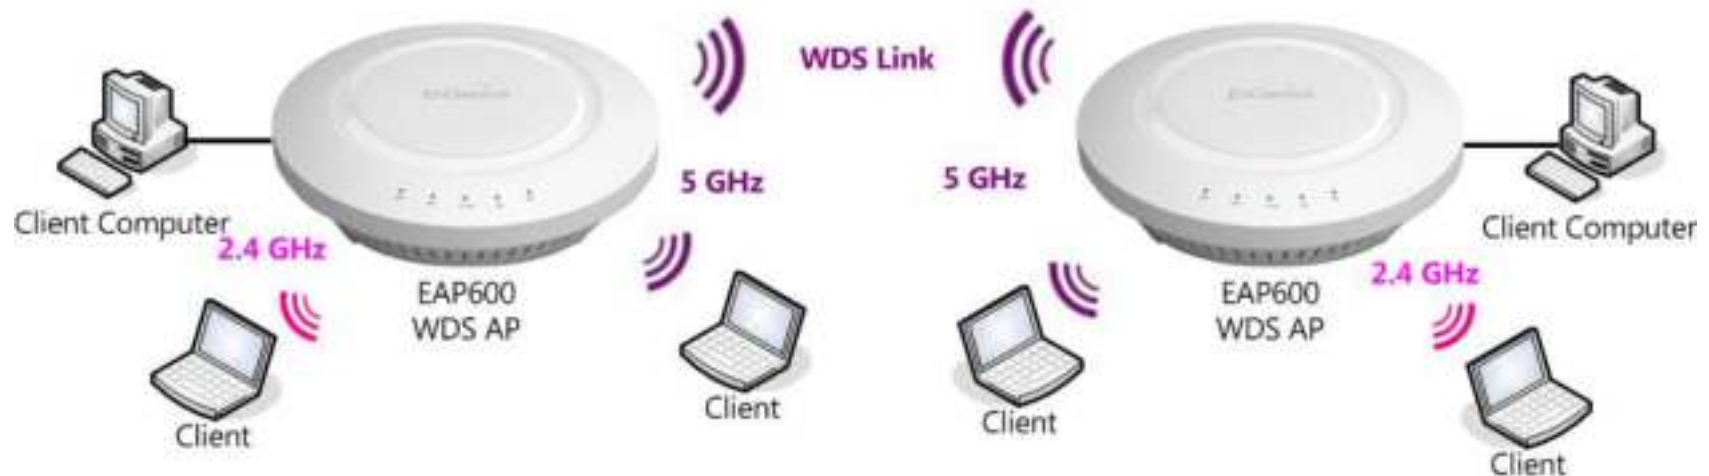 WDS Link
5 GHz
5 GHz
Client Computer
Client Computer
2.4 GHz
2.4 GHz
EAP600
WDS AP
EAP600
WDS AP
Client
Client
Client
Client